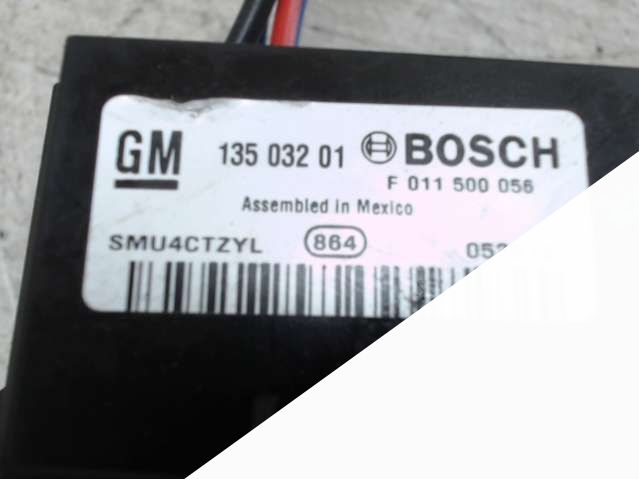 GM 135 032 01 BOSCH
F 011 500 056
Assembled in Mexico
SMU4CTZYL 864